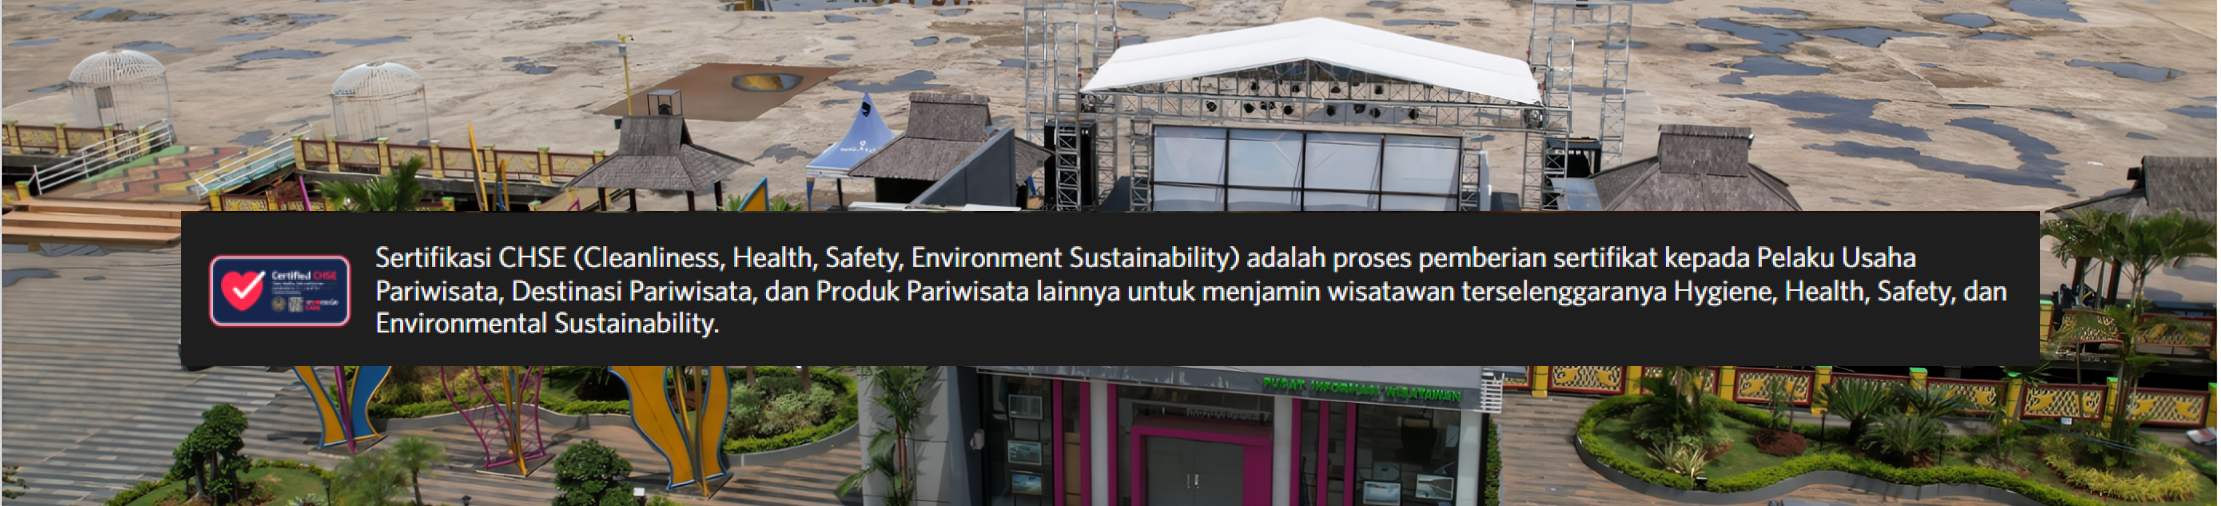 Certified CHSE
Sertifikasi CHSE (Cleanliness, Health, Safety, Environment Sustainability) adalah proses pemberian sertifikat kepada Pelaku Usaha
Pariwisata, Destinasi Pariwisata, dan Produk Pariwisata lainnya untuk menjamin wisatawan terselenggaranya Hygiene, Health, Safety, dan
Environmental Sustainability.
PUSAT INFORMASI WISATAWAN